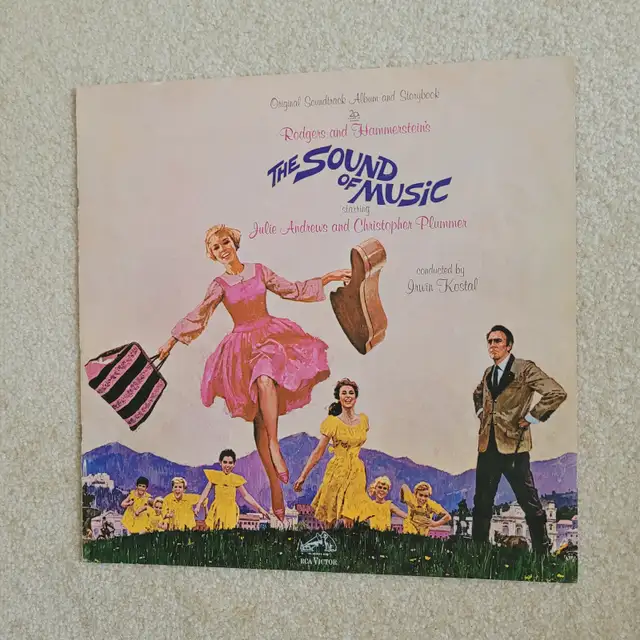 Original Soundtrack Album and Storybook
Rodgers and Hammerstein's
THE SOUND
OF MUSIC
starring
Julie Andrews and Christopher Plummer
conducted by
Irwin Kostal
RCA VICTOR